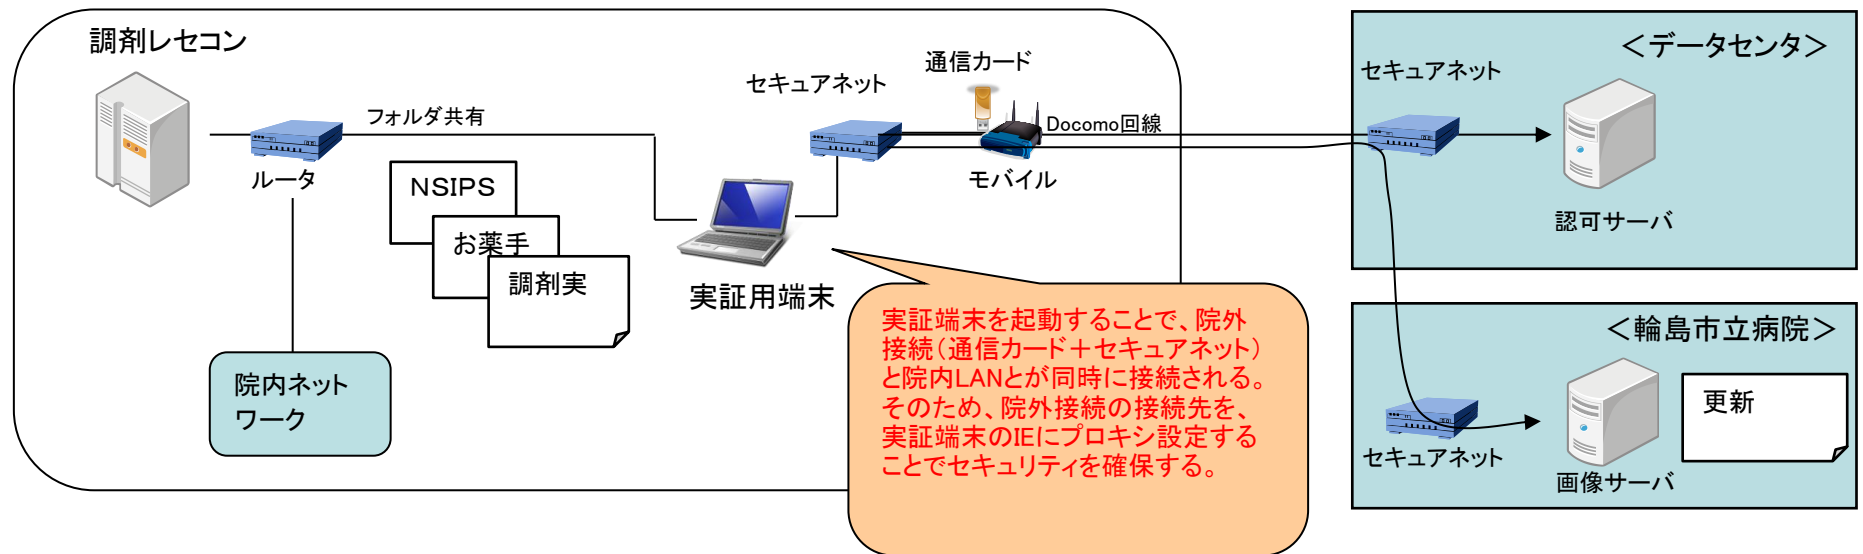 調剤レセコン
ルータ
フォルダ共有
NSIPS
お薬手
調剤実
院内ネット
ワーク
実証用端末
セキュアネット
通信カード
Docomo回線
モバイル
実証端末を起動することで、院外
接続(通信カード+セキュアネット)
と院内LANとが同時に接続される。
そのため、院外接続の接続先を、
実証端末のIEにプロキシ設定する
ことでセキュリティを確保する。
＜データセンタ＞
セキュアネット
認可サーバ
＜輪島市立病院＞
更新
セキュアネット
画像サーバ